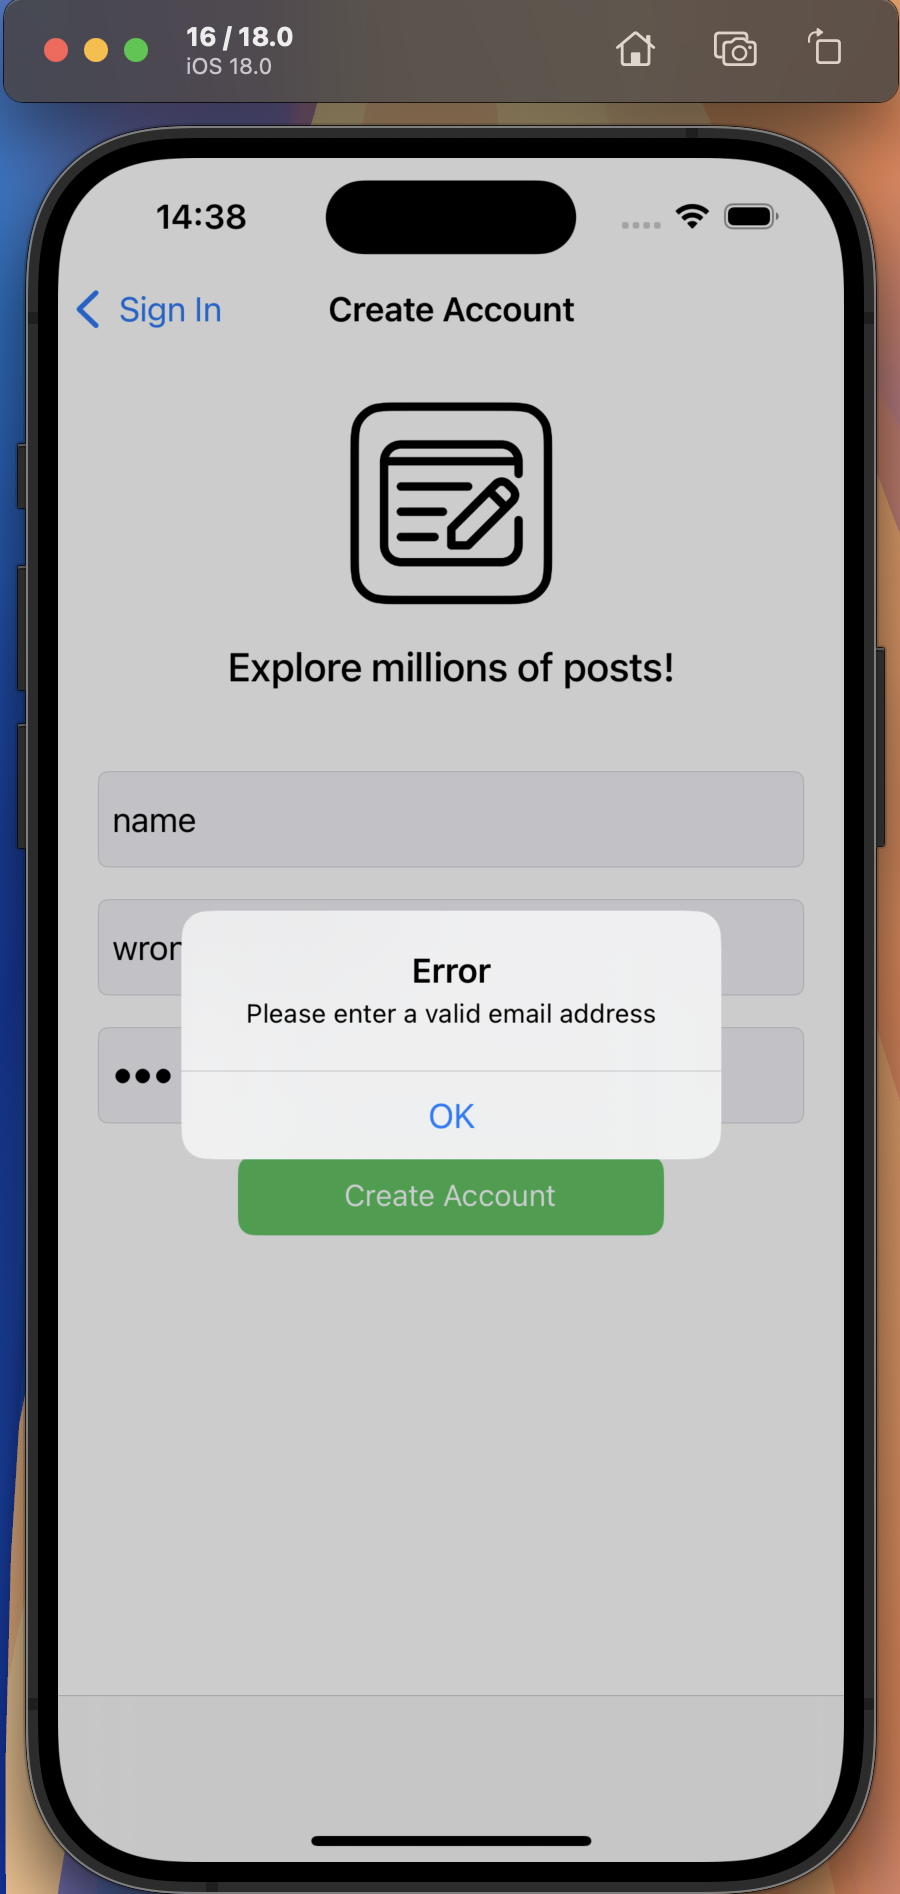 16 / 18.0
iOS 18.0
14:38
Sign In
Create Account
Explore millions of posts!
name
Error
Please enter a valid email address
OK
Create Account